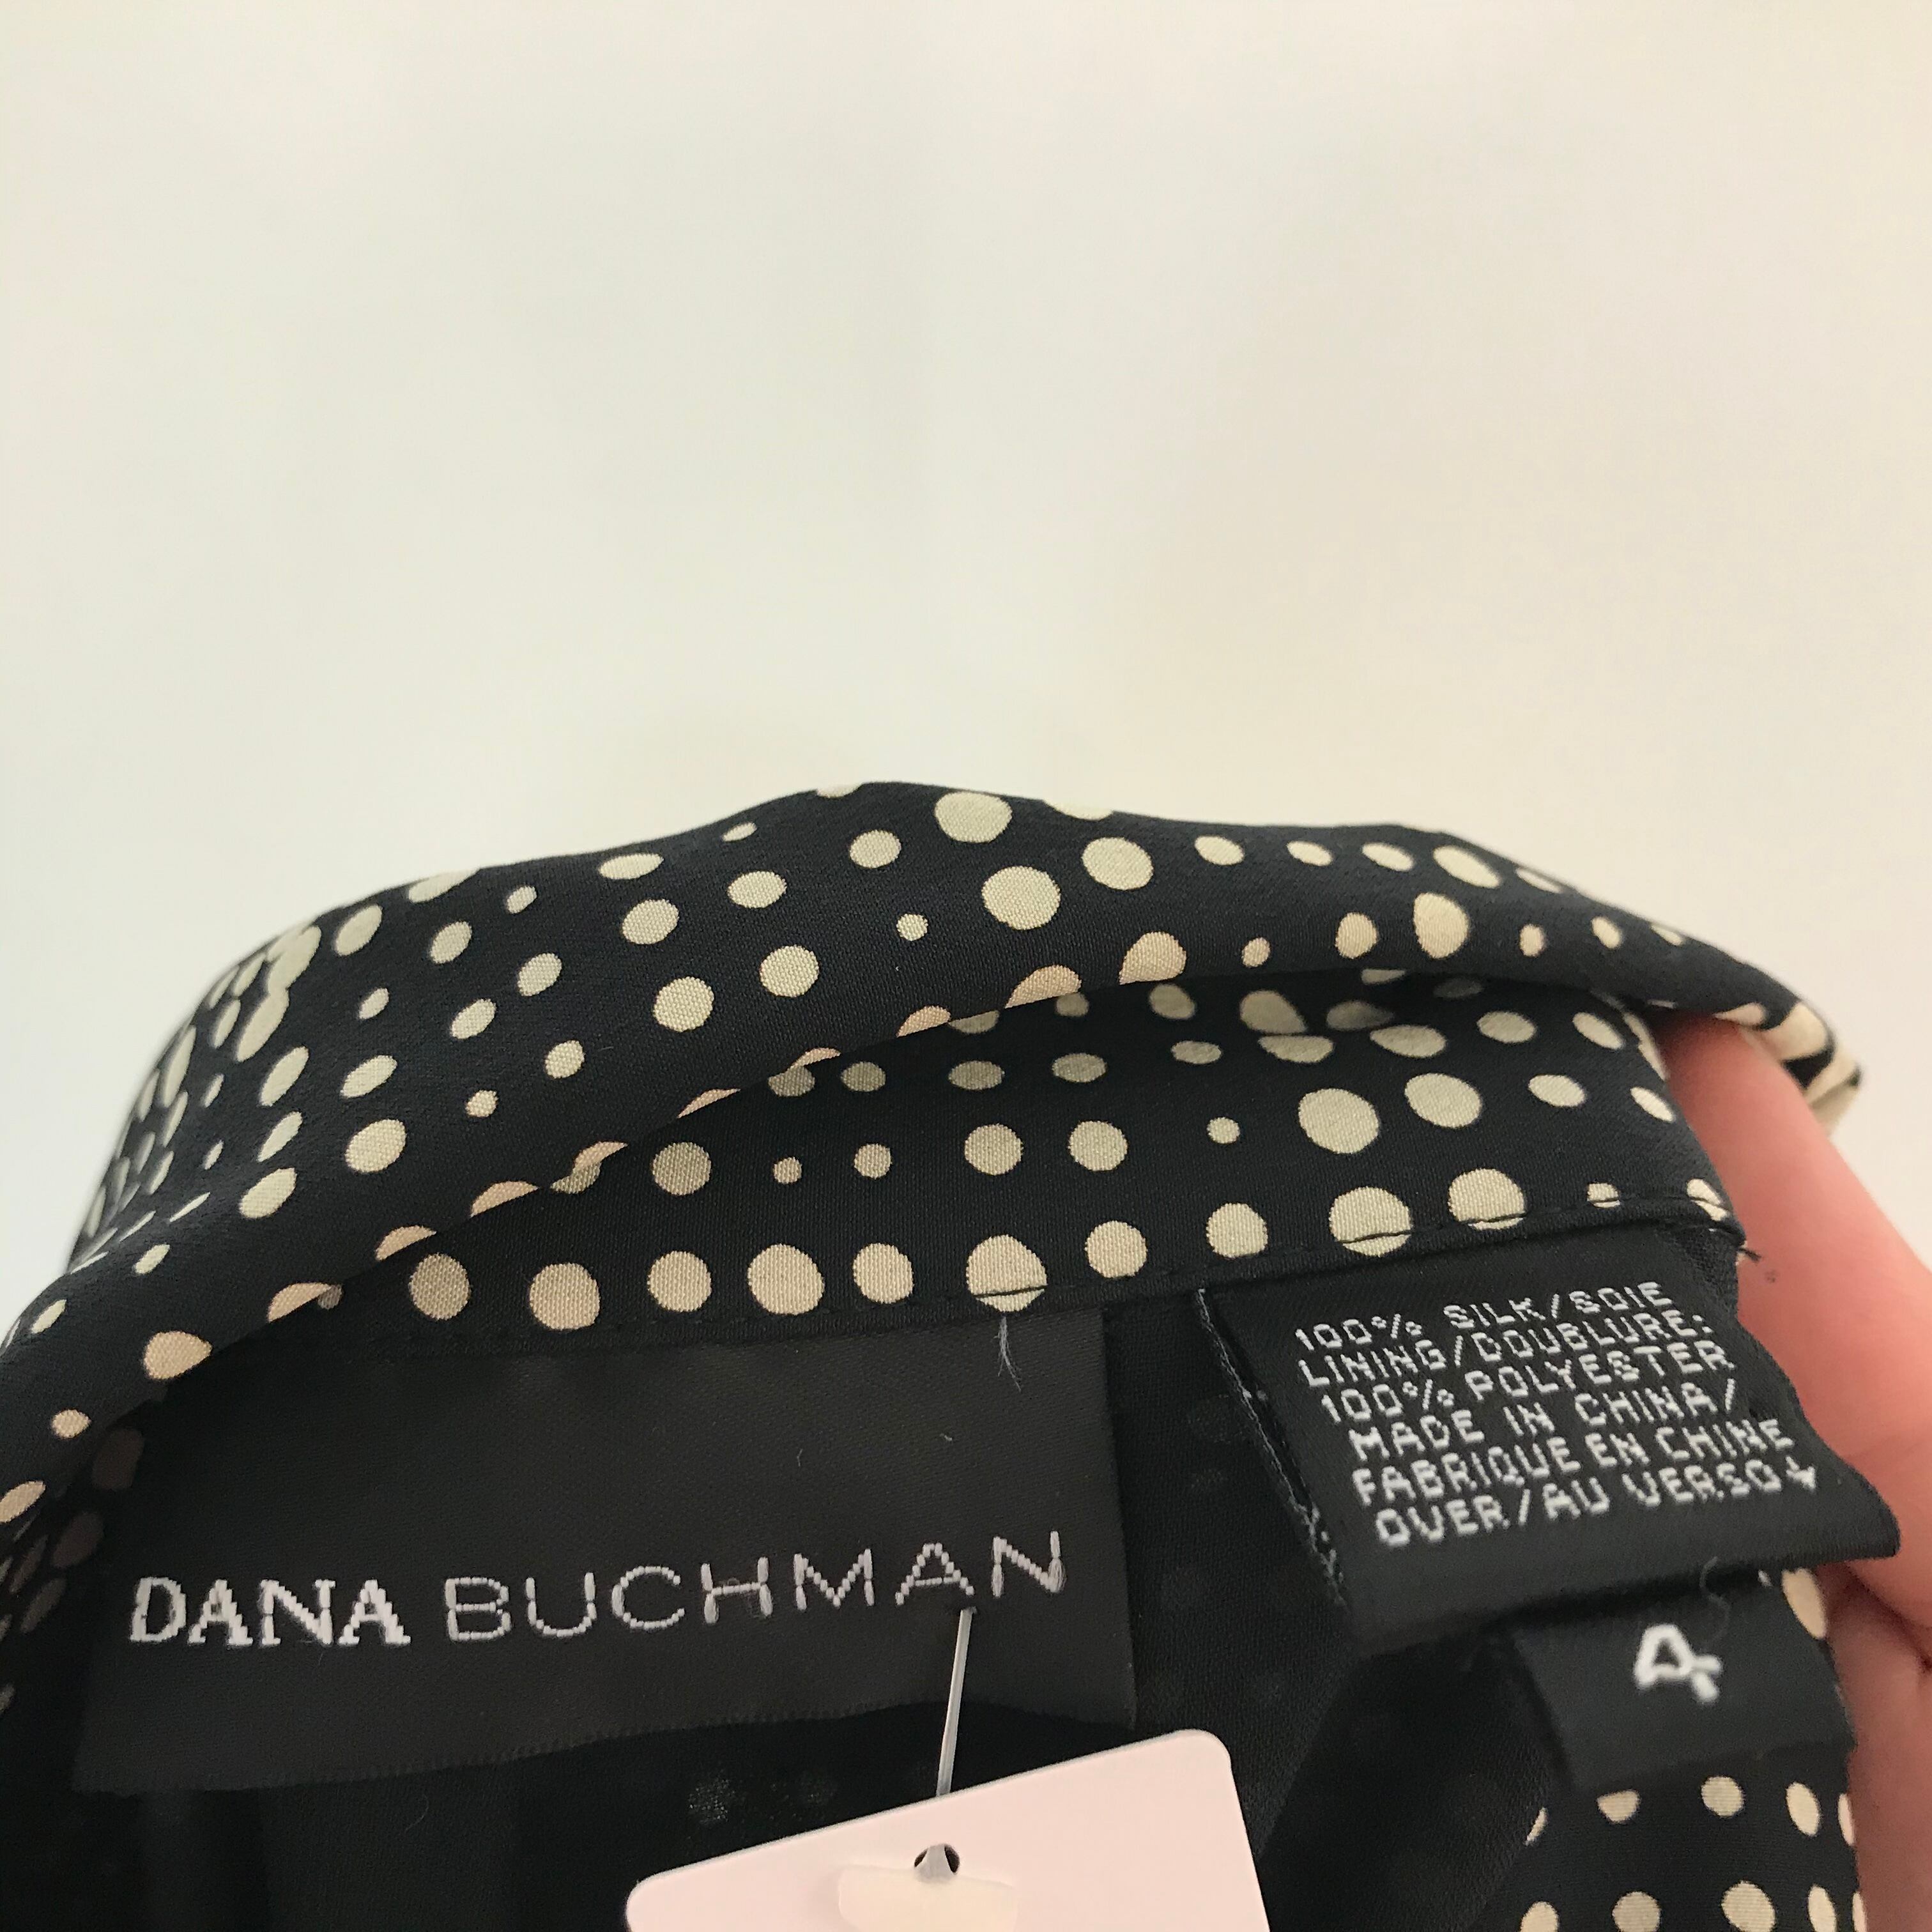 DANA BUCHMAN
100% SILK/SOIE
LINING/DOUBLURE:
100% POLYESTER
MADE IN CHINA/
FABRIQUE EN CHINE
OVER/AU VERSO↓
4